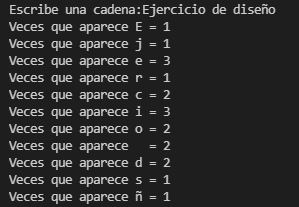 Escribe una cadena:Ejercicio de diseño
Veces que aparece E = 1
Veces que aparece j = 1
Veces que aparece e = 3
Veces que aparece r = 1
Veces que aparece c = 2
Veces que aparece i = 3
Veces que aparece o = 2
Veces que aparece   = 2
Veces que aparece d = 2
Veces que aparece s = 1
Veces que aparece ñ = 1